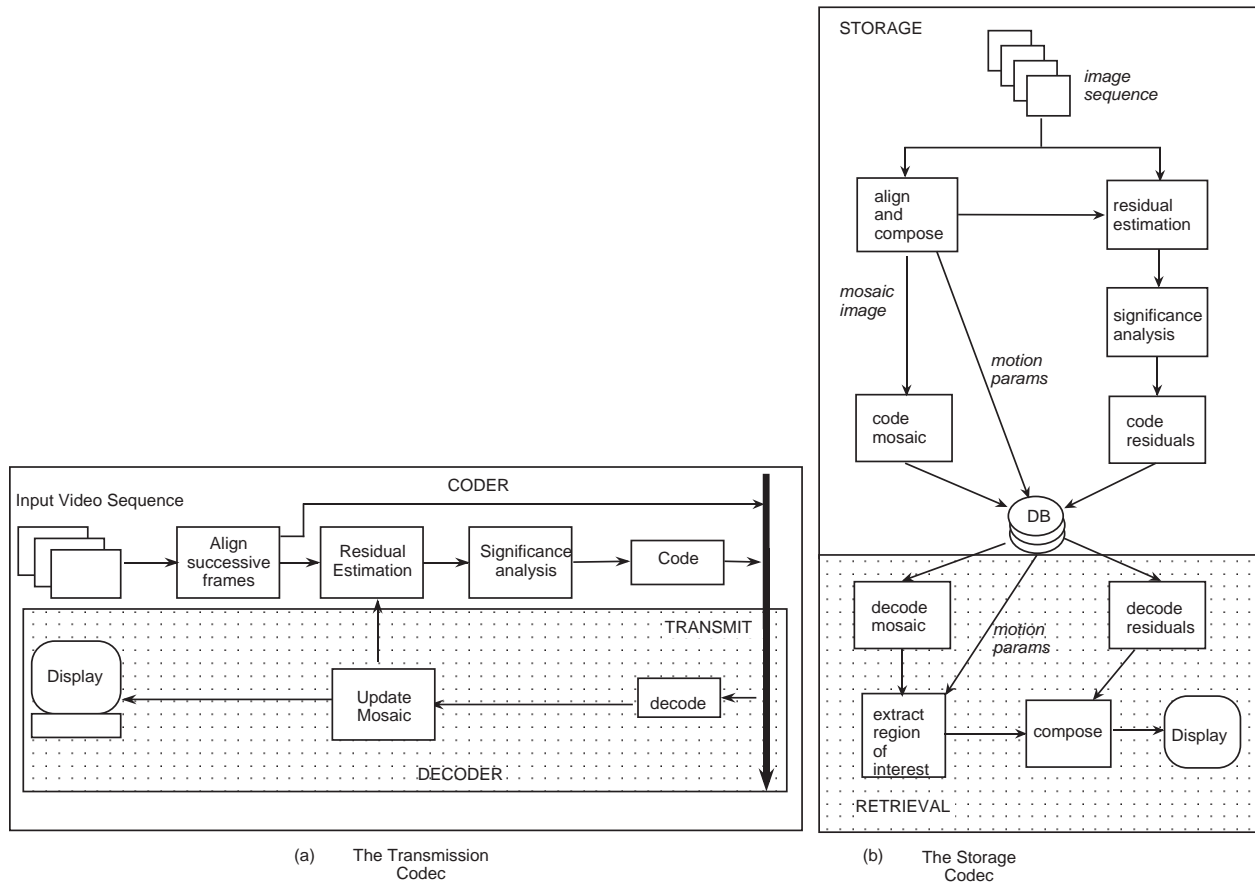 Input Video Sequence
CODER
Align
successive
frames
Residual
Estimation
Significance
analysis
Code
TRANSMIT
Display
Update
Mosaic
decode
DECODER
(a) The Transmission
Codec
STORAGE
image
sequence
align
and
compose
residual
estimation
mosaic
image
significance
analysis
motion
params
code
mosaic
code
residuals
DB
decode
mosaic
motion
params
decode
residuals
extract
region
of
interest
compose
Display
RETRIEVAL
(b) The Storage
Codec